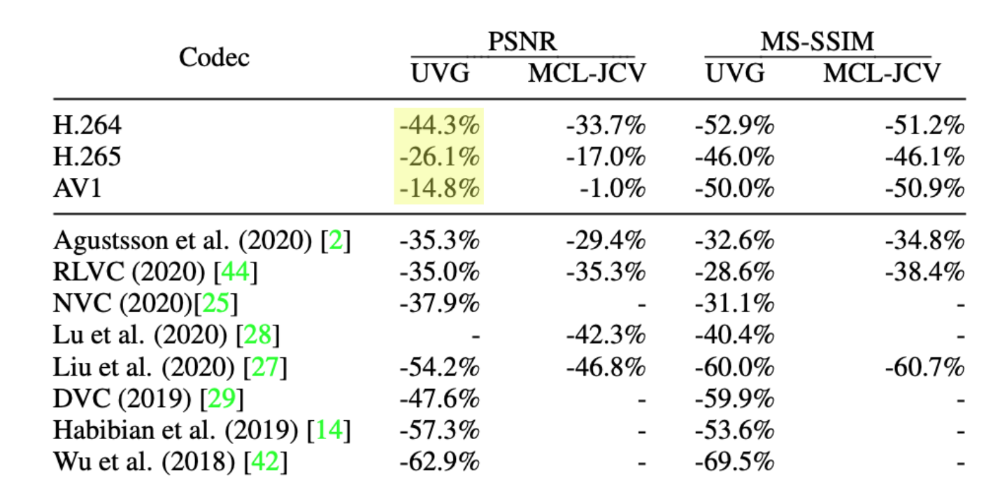 PSNR MS-SSIM
Codec
UVG MCL-JCV UVG MCL-JCV
H.264 -44.3% -33.7% -52.9% -51.2%
H.265 -26.1% -17.0% -46.0% -46.1%
AV1 -14.8% -1.0% -50.0% -50.9%
Agustsson et al. (2020) [2] -35.3% -29.4% -32.6% -34.8%
RLVC (2020) [44] -35.0% -35.3% -28.6% -38.4%
NVC (2020)[25] -37.9% - -31.1% -
Lu et al. (2020) [28] - -42.3% -40.4% -
Liu et al. (2020) [27] -54.2% -46.8% -60.0% -60.7%
DVC (2019) [29] -47.6% - -59.9% -
Habibian et al. (2019) [14] -57.3% - -53.6% -
Wu et al. (2018) [42] -62.9% - -69.5% -